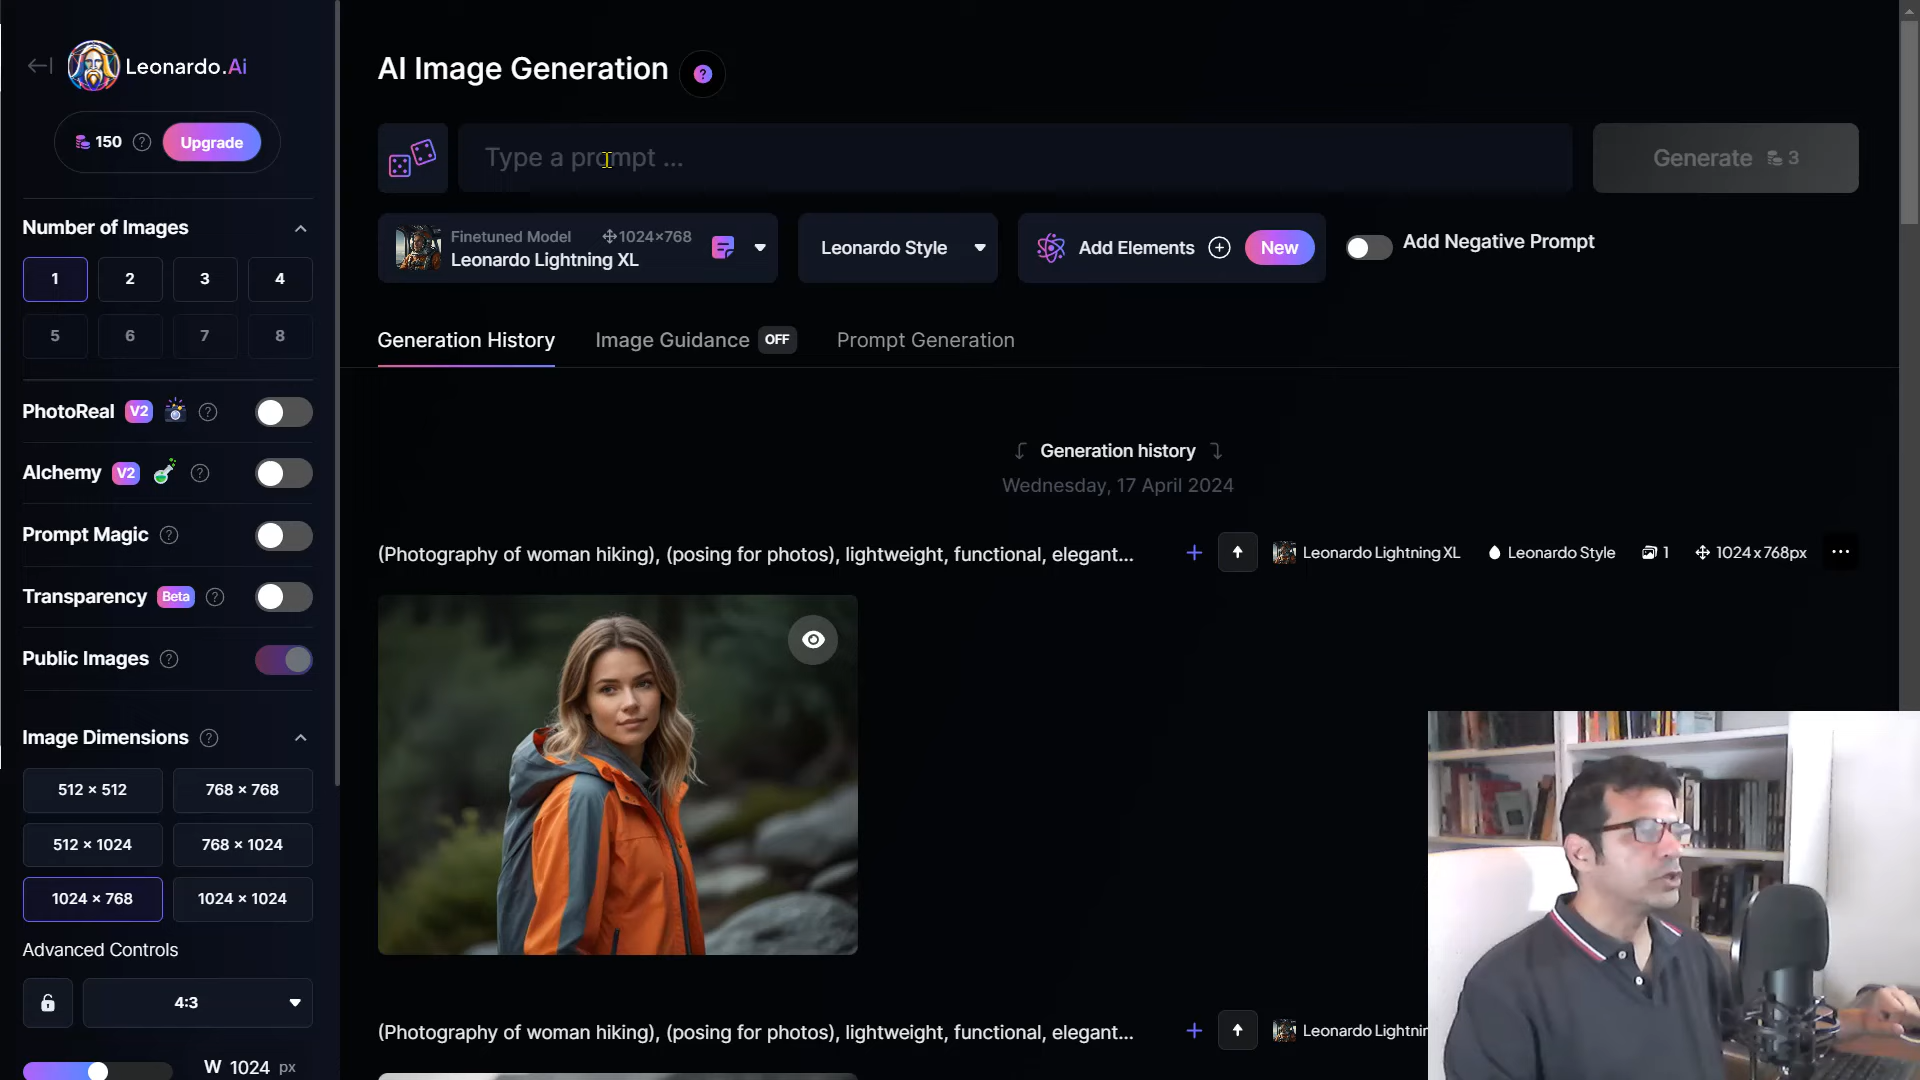 Leonardo.Ai
150 ? Upgrade
Number of Images
1 2 3 4
5 6 7 8
PhotoReal V2 ?
Alchemy V2 ?
Prompt Magic ?
Transparency Beta ?
Public Images ?
Image Dimensions ?
512 × 512 768 × 768
512 × 1024 768 × 1024
1024 × 768 1024 × 1024
Advanced Controls
4:3
W 1024 px
AI Image Generation ?
Type a prompt ...
Generate 3
Finetuned Model 1024×768
Leonardo Lightning XL
Leonardo Style
Add Elements New
Add Negative Prompt
Generation History Image Guidance OFF Prompt Generation
Generation history
Wednesday, 17 April 2024
(Photography of woman hiking), (posing for photos), lightweight, functional, elegant... Leonardo Lightning XL Leonardo Style 1 1024 x 768px
(Photography of woman hiking), (posing for photos), lightweight, functional, elegant... Leonardo Lightnin